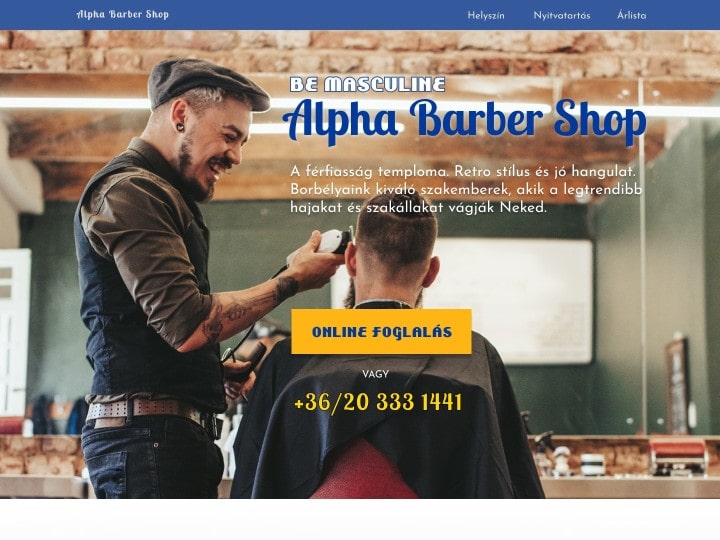 Alpha Barber Shop
Helyszín Nyitvatartás Árlista
BE MASCULINE
Alpha Barber Shop
A férfiasság temploma. Retro stílus és jó hangulat.
Borbélyaink kiváló szakemberek, akik a legtrendibb
hajakat és szakállakat vágják Neked.
ONLINE FOGLALÁS
VAGY
+36/20 333 1441